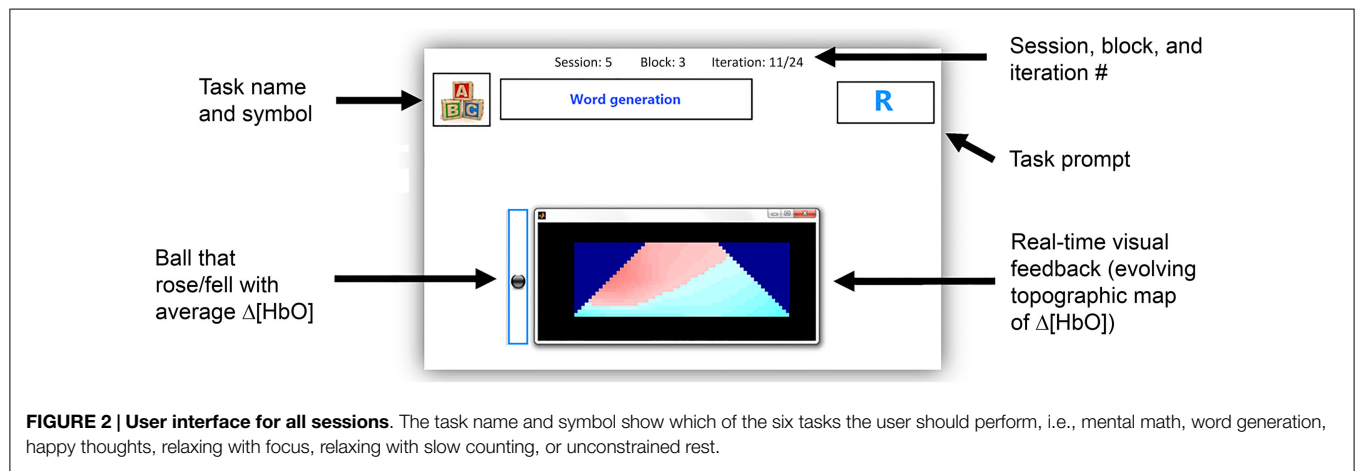 Session: 5 Block: 3 Iteration: 11/24
Session, block, and
iteration #
Task name
and symbol
A
B C
Word generation
R
Task prompt
Ball that
rose/fell with
average Δ[HbO]
Real-time visual
feedback (evolving
topographic map
of Δ[HbO])
FIGURE 2 | User interface for all sessions. The task name and symbol show which of the six tasks the user should perform, i.e., mental math, word generation,
happy thoughts, relaxing with focus, relaxing with slow counting, or unconstrained rest.